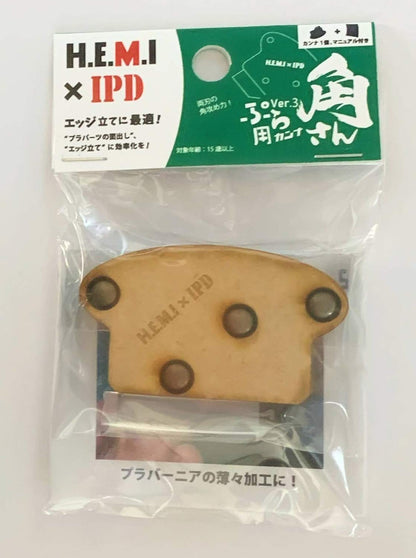 H.E.M.I
× IPD
エッジ立てに最適！
"プラパーツの面出し"、
"エッジ立て"に効率化を！
H.E.M.I × IPD
+
カンナ1個、マニュアル付き
両刃の
角攻め力！
Ver.3
-ぷ-ら
用カンナ
角さん
対象年齢：15歳以上
H.E.M.I × IPD
プラバーニアの薄々加工に！